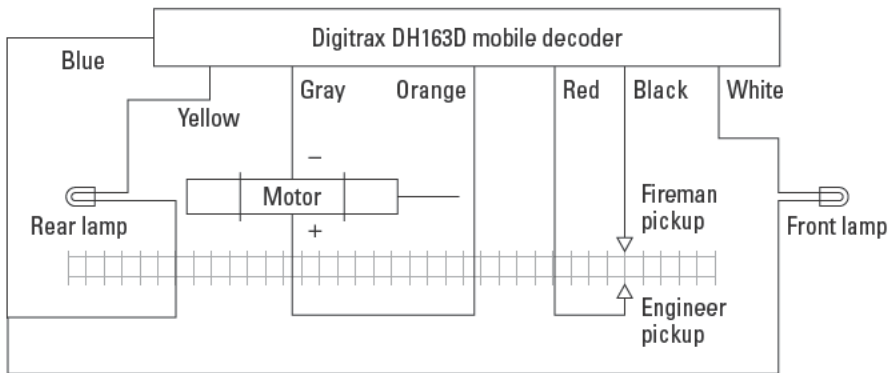 Digitrax DH163D mobile decoder
Blue
Yellow
Gray
Orange
Red
Black
White
−
Motor
+
Rear lamp
Fireman
pickup
Front lamp
Engineer
pickup